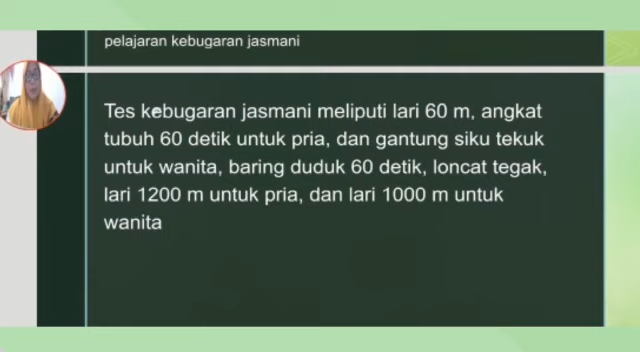 pelajaran kebugaran jasmani
Tes kebugaran jasmani meliputi lari 60 m, angkat
tubuh 60 detik untuk pria, dan gantung siku tekuk
untuk wanita, baring duduk 60 detik, loncat tegak,
lari 1200 m untuk pria, dan lari 1000 m untuk
wanita